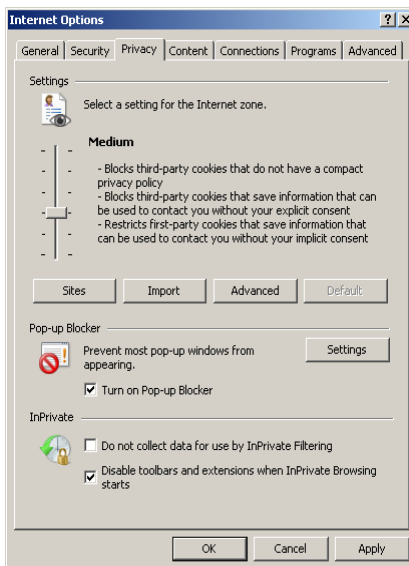 Internet Options
General Security Privacy Content Connections Programs Advanced
Settings
Select a setting for the Internet zone.
Medium
- Blocks third-party cookies that do not have a compact
privacy policy
- Blocks third-party cookies that save information that can
be used to contact you without your explicit consent
- Restricts first-party cookies that save information that
can be used to contact you without your implicit consent
Sites Import Advanced Default
Pop-up Blocker
Prevent most pop-up windows from
appearing.
Settings
Turn on Pop-up Blocker
InPrivate
Do not collect data for use by InPrivate Filtering
Disable toolbars and extensions when InPrivate Browsing
starts
OK Cancel Apply